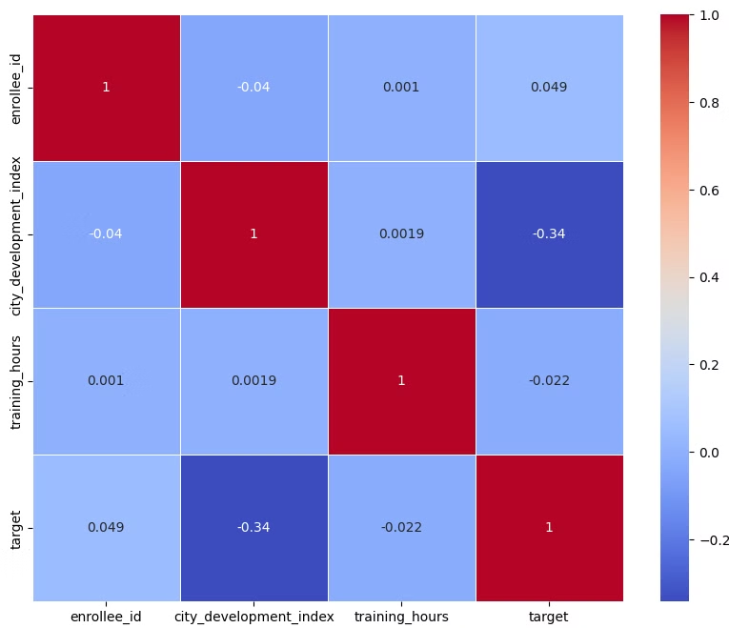 enrollee_id 1 -0.04 0.001 0.049
city_development_index -0.04 1 0.0019 -0.34
training_hours 0.001 0.0019 1 -0.022
target 0.049 -0.34 -0.022 1
enrollee_id city_development_index training_hours target
1.0
0.8
0.6
0.4
0.2
0.0
−0.2